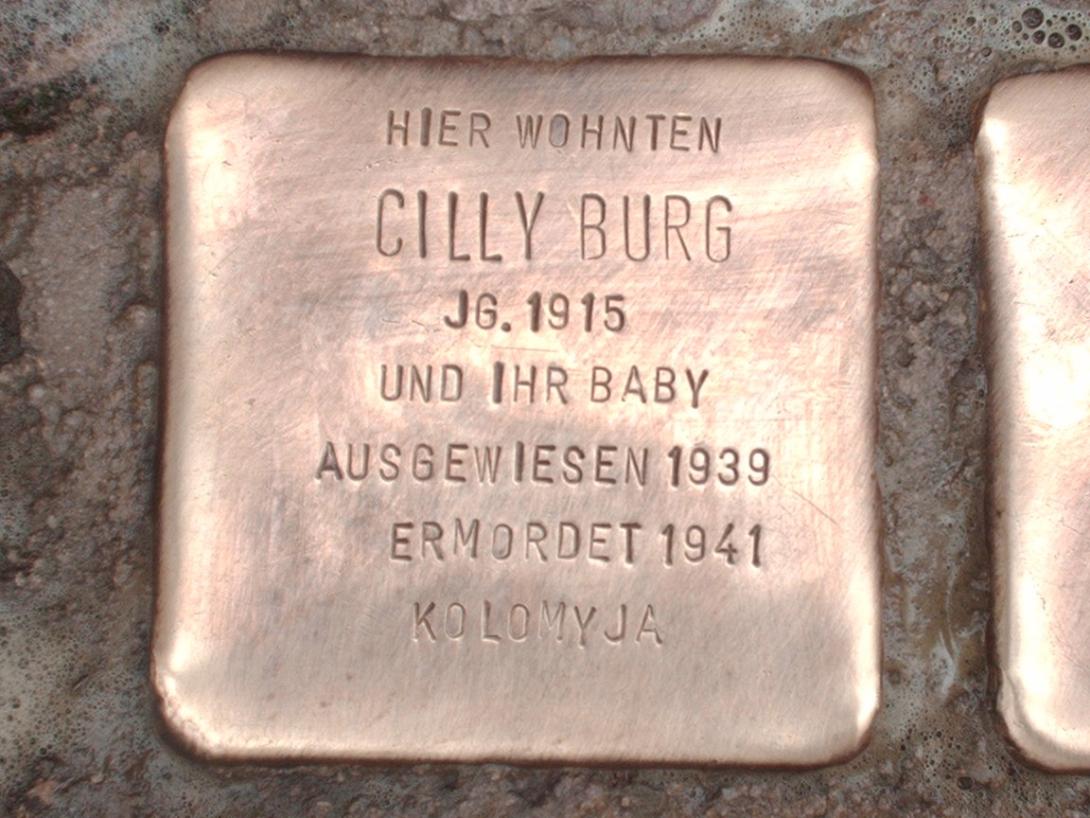 HIER WOHNTEN
CILLY BURG
JG. 1915
UND IHR BABY
AUSGEWIESEN 1939
ERMORDET 1941
KOLOMYJA